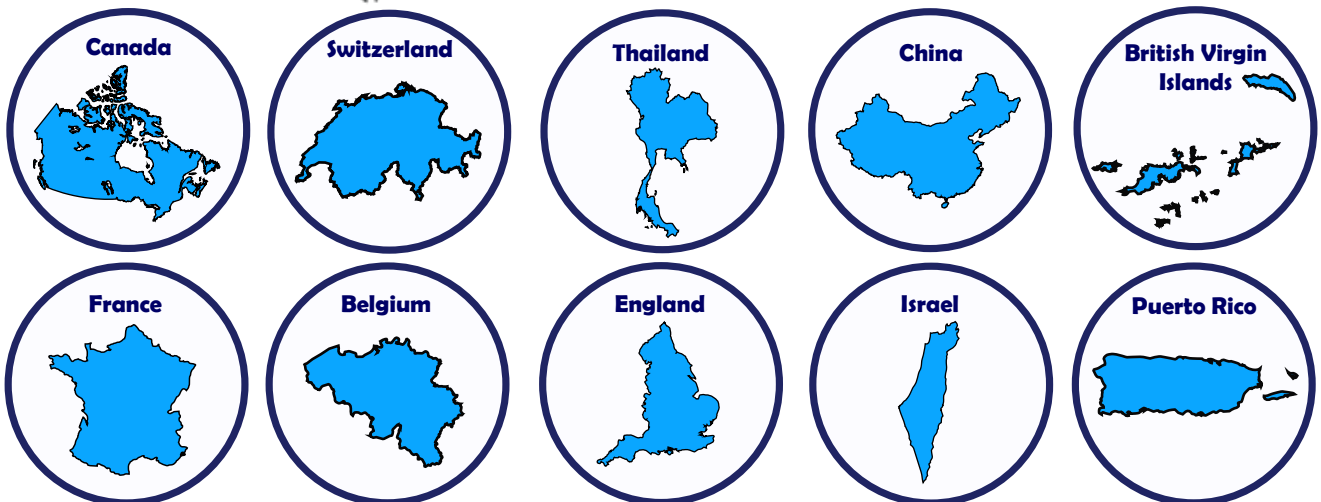 Canada
Switzerland
Thailand
China
British Virgin
Islands
France
Belgium
England
Israel
Puerto Rico